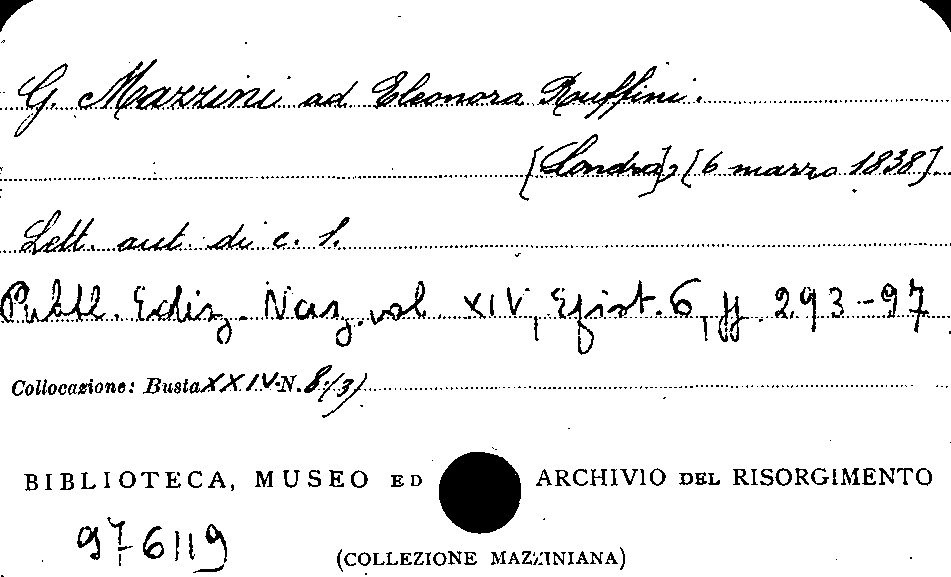 G. Mazzini ad Eleonora Ruffini.
[Londra], [6 marzo 1838].
Lett. aut. di c. 1.
Pubbl. Ediz. Naz. vol. XIV, Epist. 6, pp. 293-97
Collocazione: Busta XXIV N. 8(3)
BIBLIOTECA, MUSEO ED ARCHIVIO DEL RISORGIMENTO
976119
(COLLEZIONE MAZZINIANA)